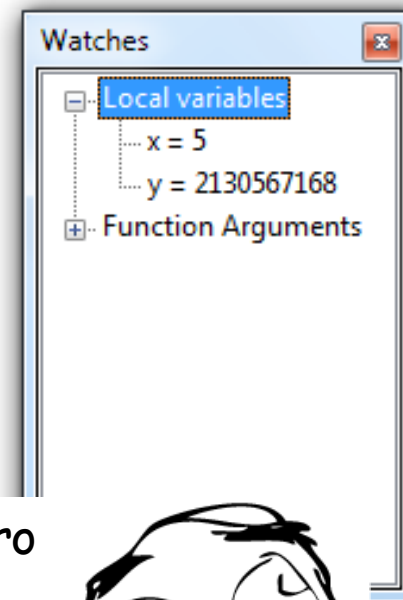 Watches
Local variables
x = 5
y = 2130567168
Function Arguments